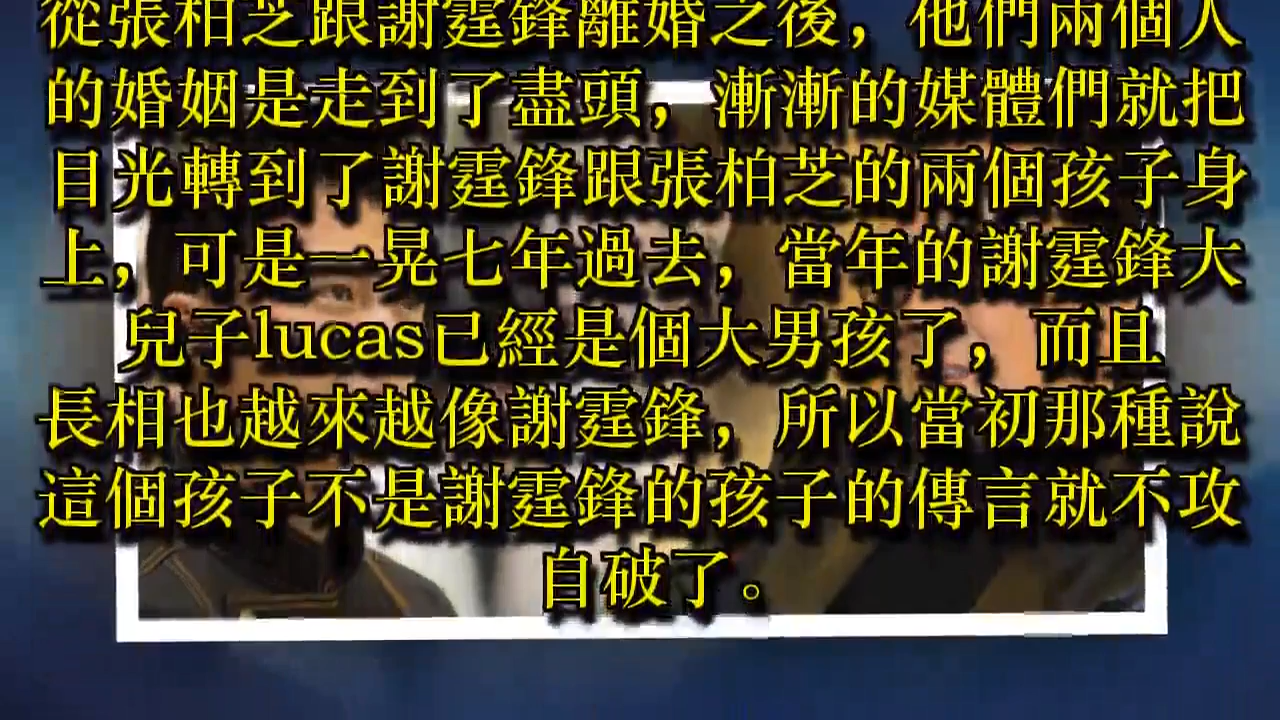 從張柏芝跟謝霆鋒離婚之後，他們兩個人
的婚姻是走到了盡頭，漸漸的媒體們就把
目光轉到了謝霆鋒跟張柏芝的兩個孩子身
上，可是一晃七年過去，當年的謝霆鋒大
兒子lucas已經是個大男孩了，而且
長相也越來越像謝霆鋒，所以當初那種說
這個孩子不是謝霆鋒的孩子的傳言就不攻
自破了。